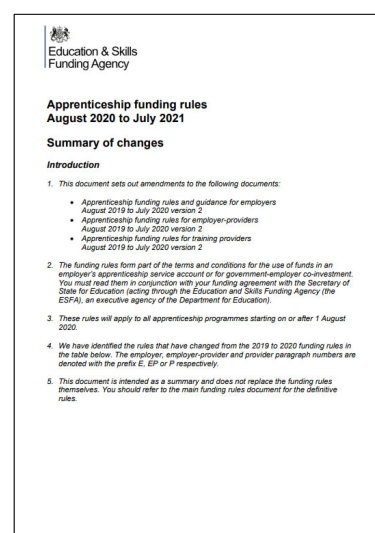 Education & Skills
Funding Agency
Apprenticeship funding rules
August 2020 to July 2021
Summary of changes
Introduction
1. This document sets out amendments to the following documents:
• Apprenticeship funding rules and guidance for employers
August 2019 to July 2020 version 2
• Apprenticeship funding rules for employer-providers
August 2019 to July 2020 version 2
• Apprenticeship funding rules for training providers
August 2019 to July 2020 version 2
2. The funding rules form part of the terms and conditions for the use of funds in an
employer's apprenticeship service account or for government-employer co-investment.
You must read them in conjunction with your funding agreement with the Secretary of
State for Education (acting through the Education and Skills Funding Agency (the
ESFA), an executive agency of the Department for Education).
3. These rules will apply to all apprenticeship programmes starting on or after 1 August
2020.
4. We have identified the rules that have changed from the 2019 to 2020 funding rules in
the table below. The employer, employer-provider and provider paragraph numbers are
denoted with the prefix E, EP or P respectively.
5. This document is intended as a summary and does not replace the funding rules
themselves. You should refer to the main funding rules document for the definitive
rules.